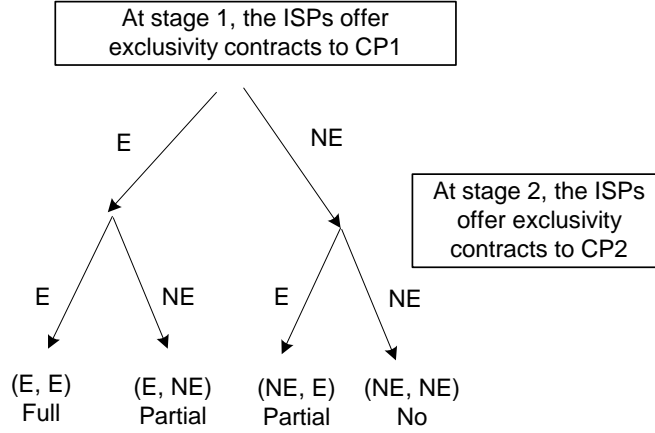 At stage 1, the ISPs offer
exclusivity contracts to CP1
E
NE
At stage 2, the ISPs
offer exclusivity
contracts to CP2
E
NE
E
NE
(E, E)
Full
(E, NE)
Partial
(NE, E)
Partial
(NE, NE)
No